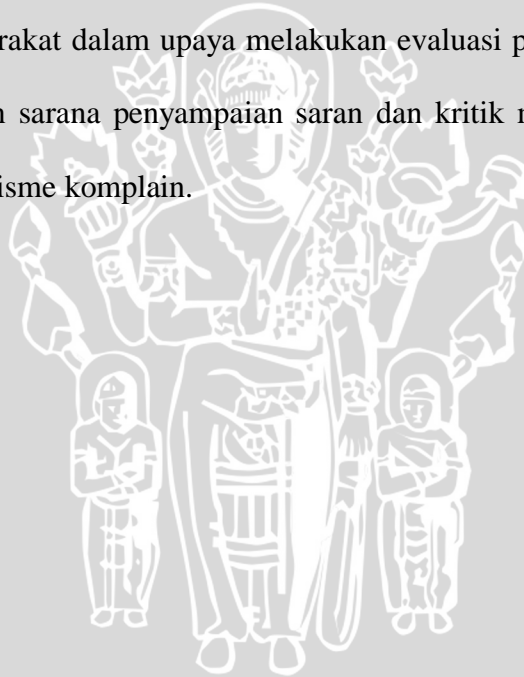 rakat dalam upaya melakukan evaluasi p
n sarana penyampaian saran dan kritik n
isme komplain.